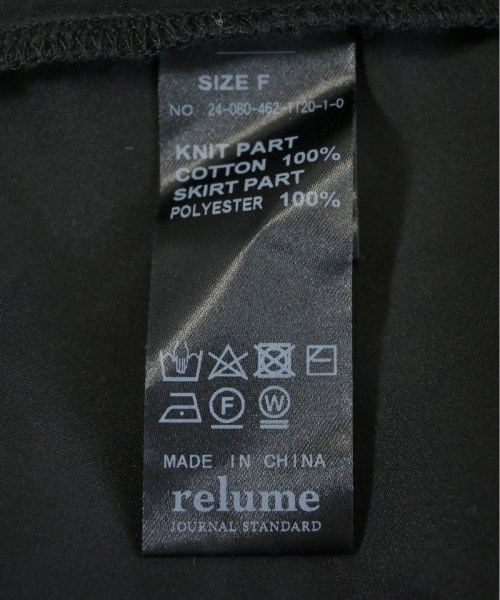 SIZE F
NO. 24-080-462-1120-1-0
KNIT PART
COTTON 100%
SKIRT PART
POLYESTER 100%
F W
MADE IN CHINA
relume
JOURNAL STANDARD